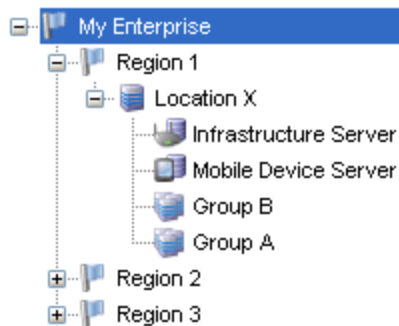 My Enterprise
Region 1
Location X
Infrastructure Server
Mobile Device Server
Group B
Group A
Region 2
Region 3